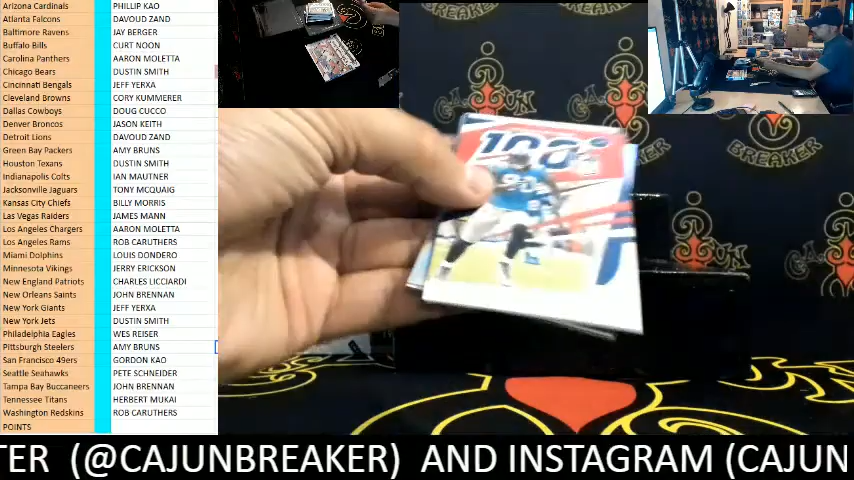 Arizona Cardinals PHILLIP KAO
Atlanta Falcons DAVOUD ZAND
Baltimore Ravens JAY BERGER
Buffalo Bills CURT NOON
Carolina Panthers AARON MOLETTA
Chicago Bears DUSTIN SMITH
Cincinnati Bengals JEFF YERXA
Cleveland Browns CORY KUMMERER
Dallas Cowboys DOUG CUCCO
Denver Broncos JASON KEITH
Detroit Lions DAVOUD ZAND
Green Bay Packers AMY BRUNS
Houston Texans DUSTIN SMITH
Indianapolis Colts IAN MAUTNER
Jacksonville Jaguars TONY MCQUAIG
Kansas City Chiefs BILLY MORRIS
Las Vegas Raiders JAMES MANN
Los Angeles Chargers AARON MOLETTA
Los Angeles Rams ROB CARUTHERS
Miami Dolphins LOUIS DONDERO
Minnesota Vikings JERRY ERICKSON
New England Patriots CHARLES LICCIARDI
New Orleans Saints JOHN BRENNAN
New York Giants JEFF YERXA
New York Jets DUSTIN SMITH
Philadelphia Eagles WES REISER
Pittsburgh Steelers AMY BRUNS
San Francisco 49ers GORDON KAO
Seattle Seahawks PETE SCHNEIDER
Tampa Bay Buccaneers JOHN BRENNAN
Tennessee Titans HERBERT MUKAI
Washington Redskins ROB CARUTHERS
POINTS
BREAKER
BREAKER
100
CAJUN
CAJUN
TER (@CAJUNBREAKER) AND INSTAGRAM (CAJUN